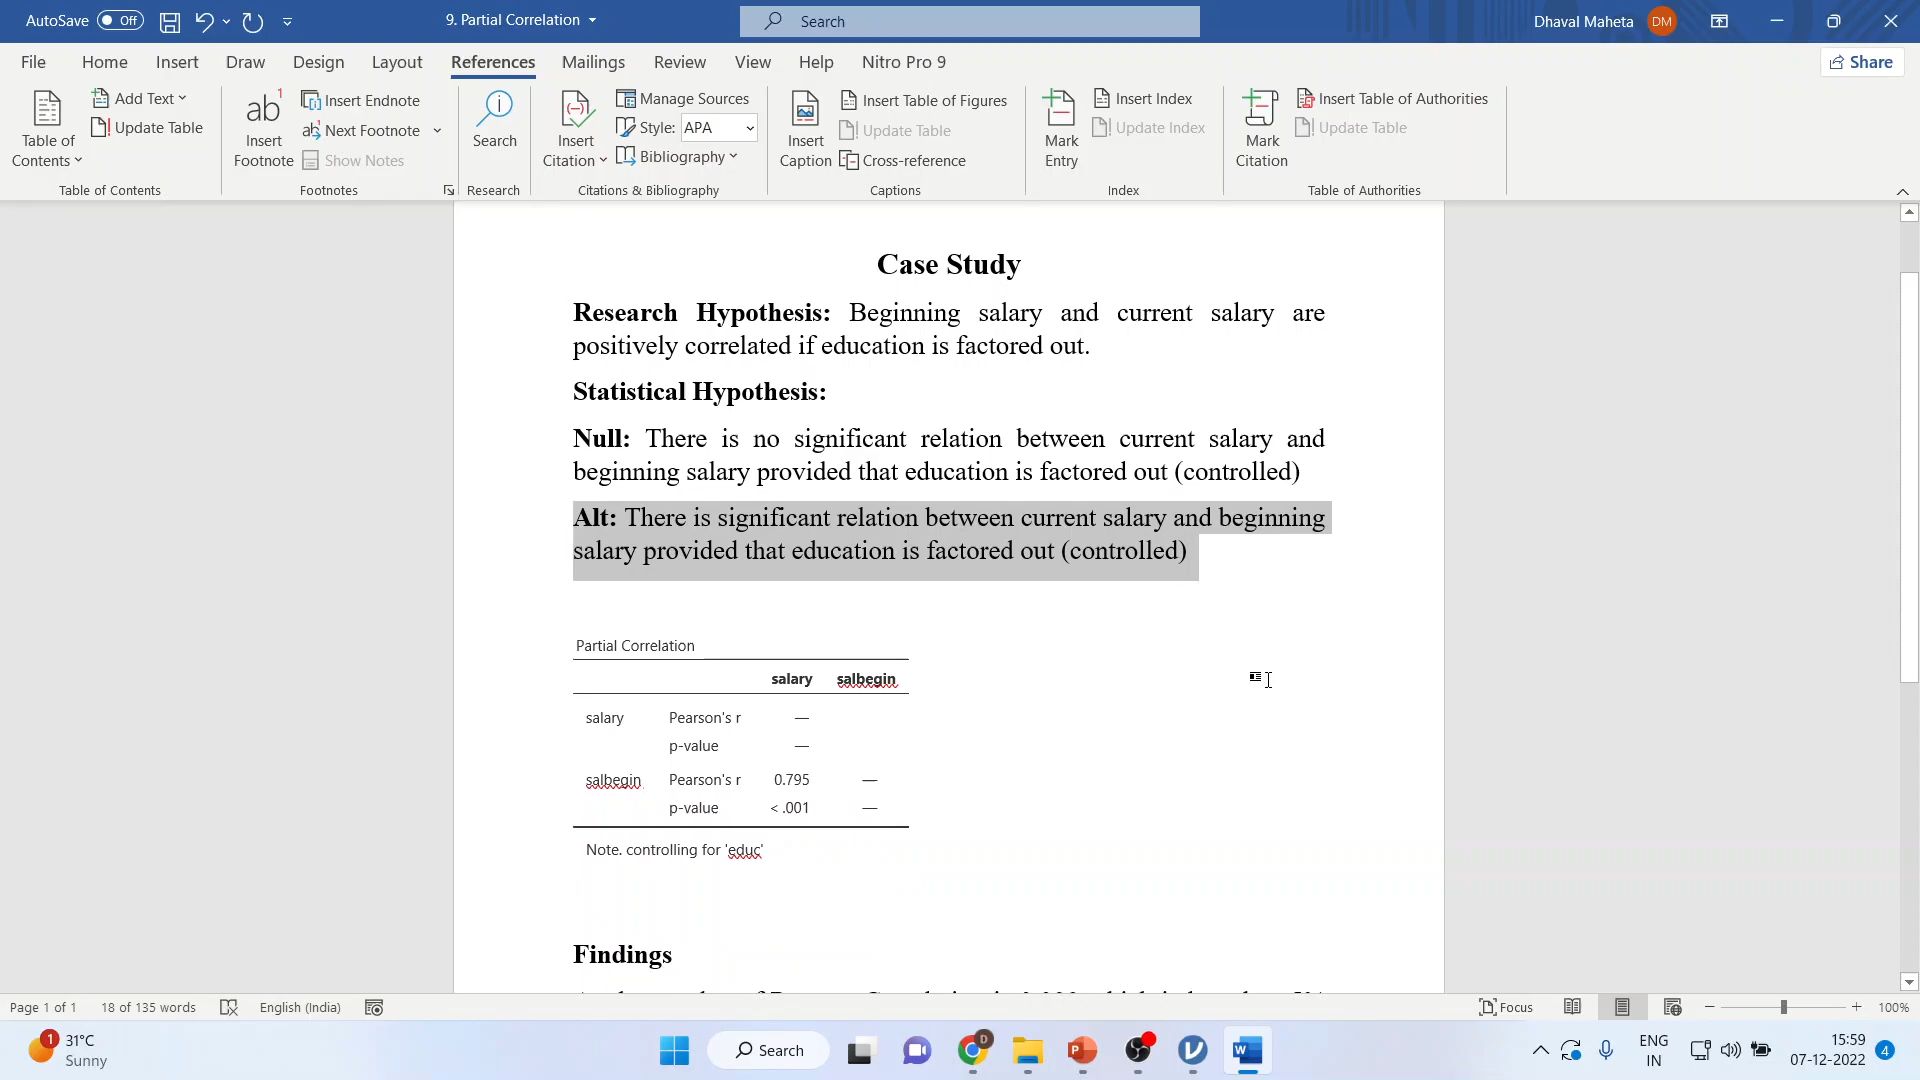 AutoSave Off 9. Partial Correlation Search Dhaval Maheta DM
File Home Insert Draw Design Layout References Mailings Review View Help Nitro Pro 9 Share
Table of Contents
Add Text
Update Table
Table of Contents
ab 1
Insert Footnote
Insert Endnote
Next Footnote
Show Notes
Footnotes
Search
Research
Insert Citation
Manage Sources
Style: APA
Bibliography
Citations & Bibliography
Insert Caption
Insert Table of Figures
Update Table
Cross-reference
Captions
Mark Entry
Insert Index
Update Index
Index
Mark Citation
Insert Table of Authorities
Update Table
Table of Authorities
Case Study
Research Hypothesis: Beginning salary and current salary are
positively correlated if education is factored out.
Statistical Hypothesis:
Null: There is no significant relation between current salary and
beginning salary provided that education is factored out (controlled)
Alt: There is significant relation between current salary and beginning
salary provided that education is factored out (controlled)
Partial Correlation
salary salbegin
salary Pearson's r —
p-value —
salbegin Pearson's r 0.795 —
p-value < .001 —
Note. controlling for 'educ'
Findings
Page 1 of 1 18 of 135 words English (India) Focus 100%
1 31°C
Sunny
Search
D
ENG
IN
15:59
07-12-2022
4